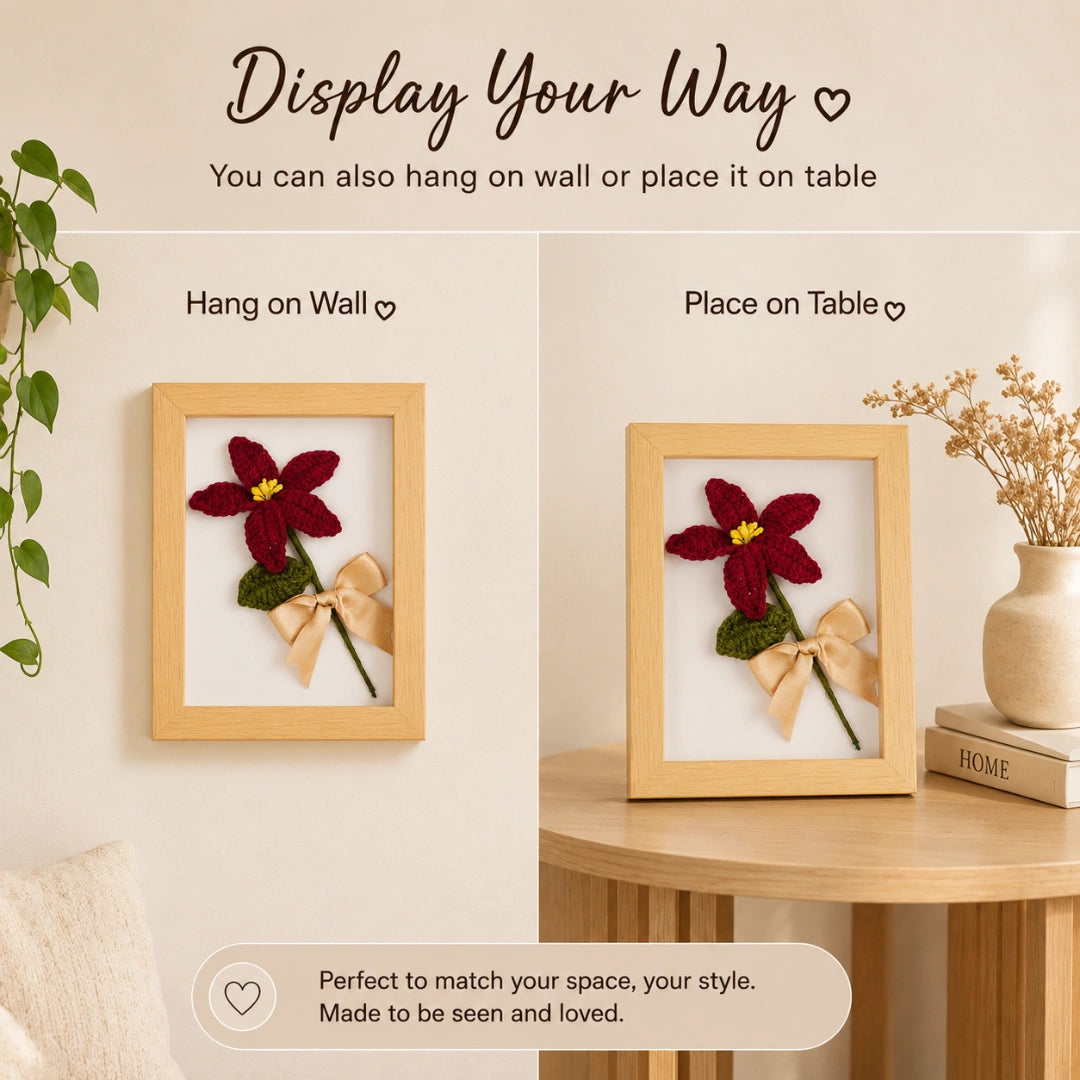 Display Your Way
You can also hang on wall or place it on table
Hang on Wall
Place on Table
HOME
Perfect to match your space, your style.
Made to be seen and loved.